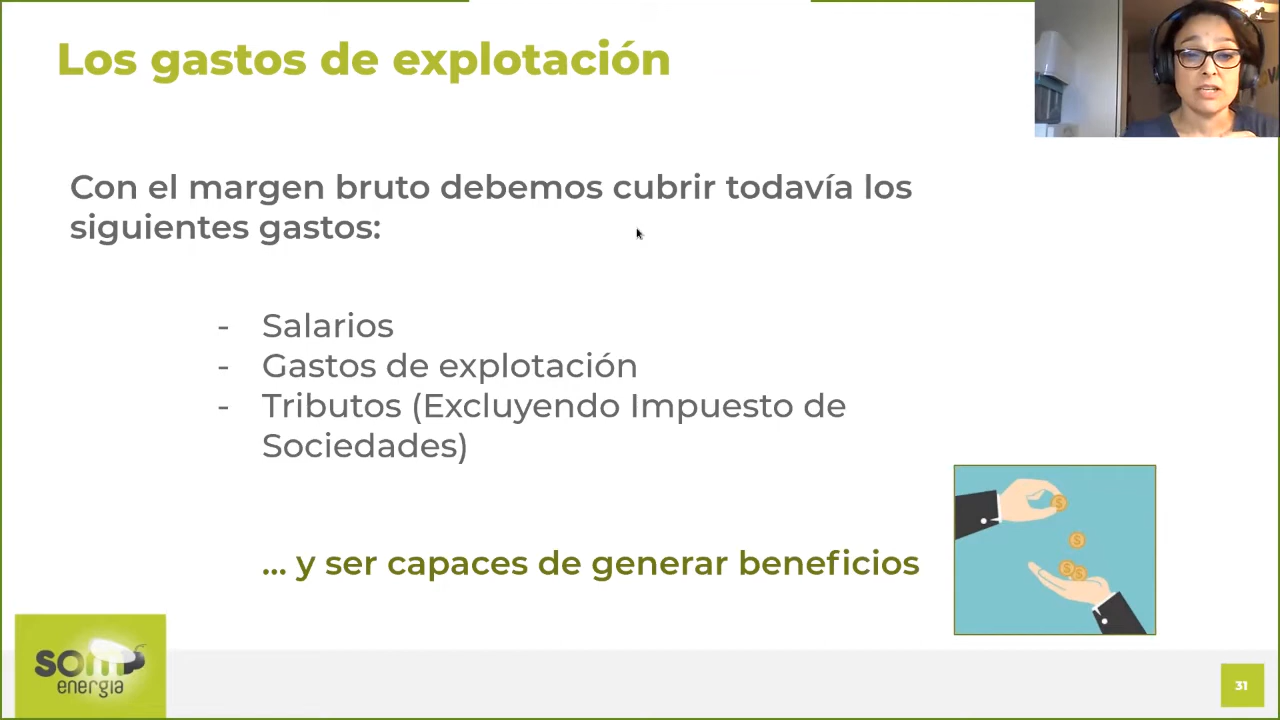 Los gastos de explotación
Con el margen bruto debemos cubrir todavía los
siguientes gastos:
- Salarios
- Gastos de explotación
- Tributos (Excluyendo Impuesto de
Sociedades)
... y ser capaces de generar beneficios
som
energia
31